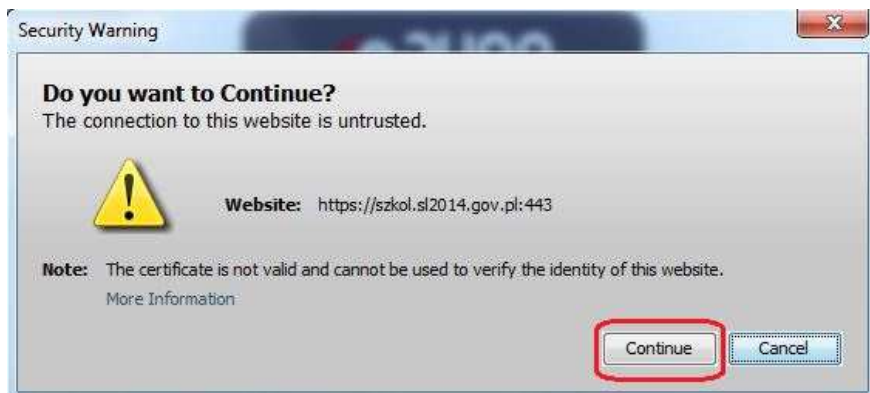 Security Warning
Do you want to Continue?
The connection to this website is untrusted.
Website: https://szkol.sl2014.gov.pl:443
Note: The certificate is not valid and cannot be used to verify the identity of this website.
More Information
Continue Cancel